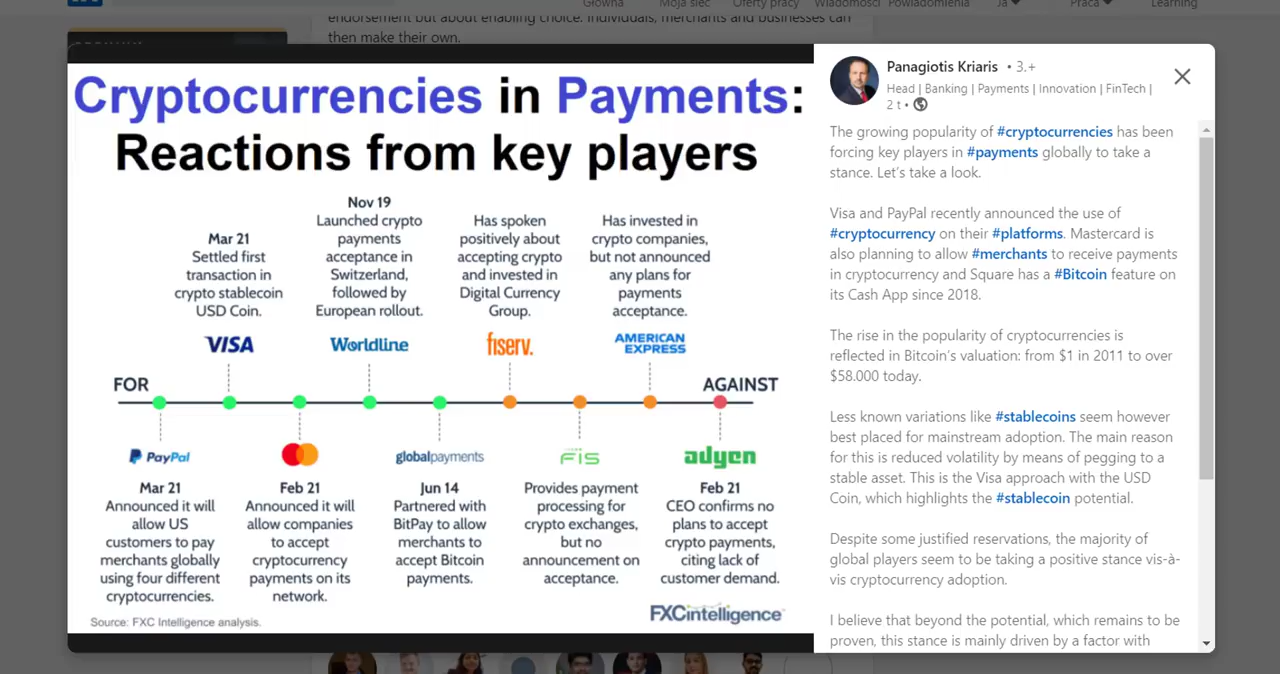 Główna
Moja sieć
Oferty pracy
Wiadomości
Powiadomienia
Ja
Praca
Learning
endorsement but about enabling choice. Individuals, merchants and businesses can
then make their own.
Cryptocurrencies in Payments:
Reactions from key players
Mar 21
Settled first
transaction in
crypto stablecoin
USD Coin.
VISA
Nov 19
Launched crypto
payments
acceptance in
Switzerland,
followed by
European rollout.
Worldline
Has spoken
positively about
accepting crypto
and invested in
Digital Currency
Group.
fiserv.
Has invested in
crypto companies,
but not announced
any plans for
payments
acceptance.
AMERICAN
EXPRESS
FOR
AGAINST
PayPal
Mar 21
Announced it will
allow US
customers to pay
merchants globally
using four different
cryptocurrencies.
Feb 21
Announced it will
allow companies
to accept
cryptocurrency
payments on its
network.
globalpayments
Jun 14
Partnered with
BitPay to allow
merchants to
accept Bitcoin
payments.
FIS
Provides payment
processing for
crypto exchanges,
but no
announcement on
acceptance.
adyen
Feb 21
CEO confirms no
plans to accept
crypto payments,
citing lack of
customer demand.
FXCintelligence
Source: FXC Intelligence analysis.
Panagiotis Kriaris • 3.+
Head | Banking | Payments | Innovation | FinTech |
2 t •
The growing popularity of #cryptocurrencies has been
forcing key players in #payments globally to take a
stance. Let's take a look.
Visa and PayPal recently announced the use of
#cryptocurrency on their #platforms. Mastercard is
also planning to allow #merchants to receive payments
in cryptocurrency and Square has a #Bitcoin feature on
its Cash App since 2018.
The rise in the popularity of cryptocurrencies is
reflected in Bitcoin's valuation: from $1 in 2011 to over
$58.000 today.
Less known variations like #stablecoins seem however
best placed for mainstream adoption. The main reason
for this is reduced volatility by means of pegging to a
stable asset. This is the Visa approach with the USD
Coin, which highlights the #stablecoin potential.
Despite some justified reservations, the majority of
global players seem to be taking a positive stance vis-à-
vis cryptocurrency adoption.
I believe that beyond the potential, which remains to be
proven, this stance is mainly driven by a factor with